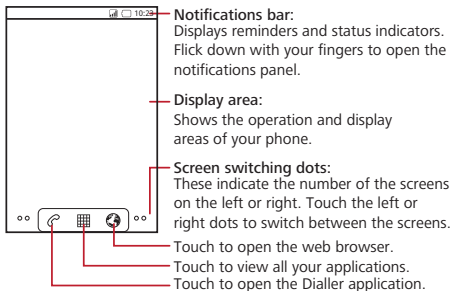 10:23
Notifications bar:
Displays reminders and status indicators.
Flick down with your fingers to open the
notifications panel.
Display area:
Shows the operation and display
areas of your phone.
Screen switching dots:
These indicate the number of the screens
on the left or right. Touch the left or
right dots to switch between the screens.
Touch to open the web browser.
Touch to view all your applications.
Touch to open the Dialler application.